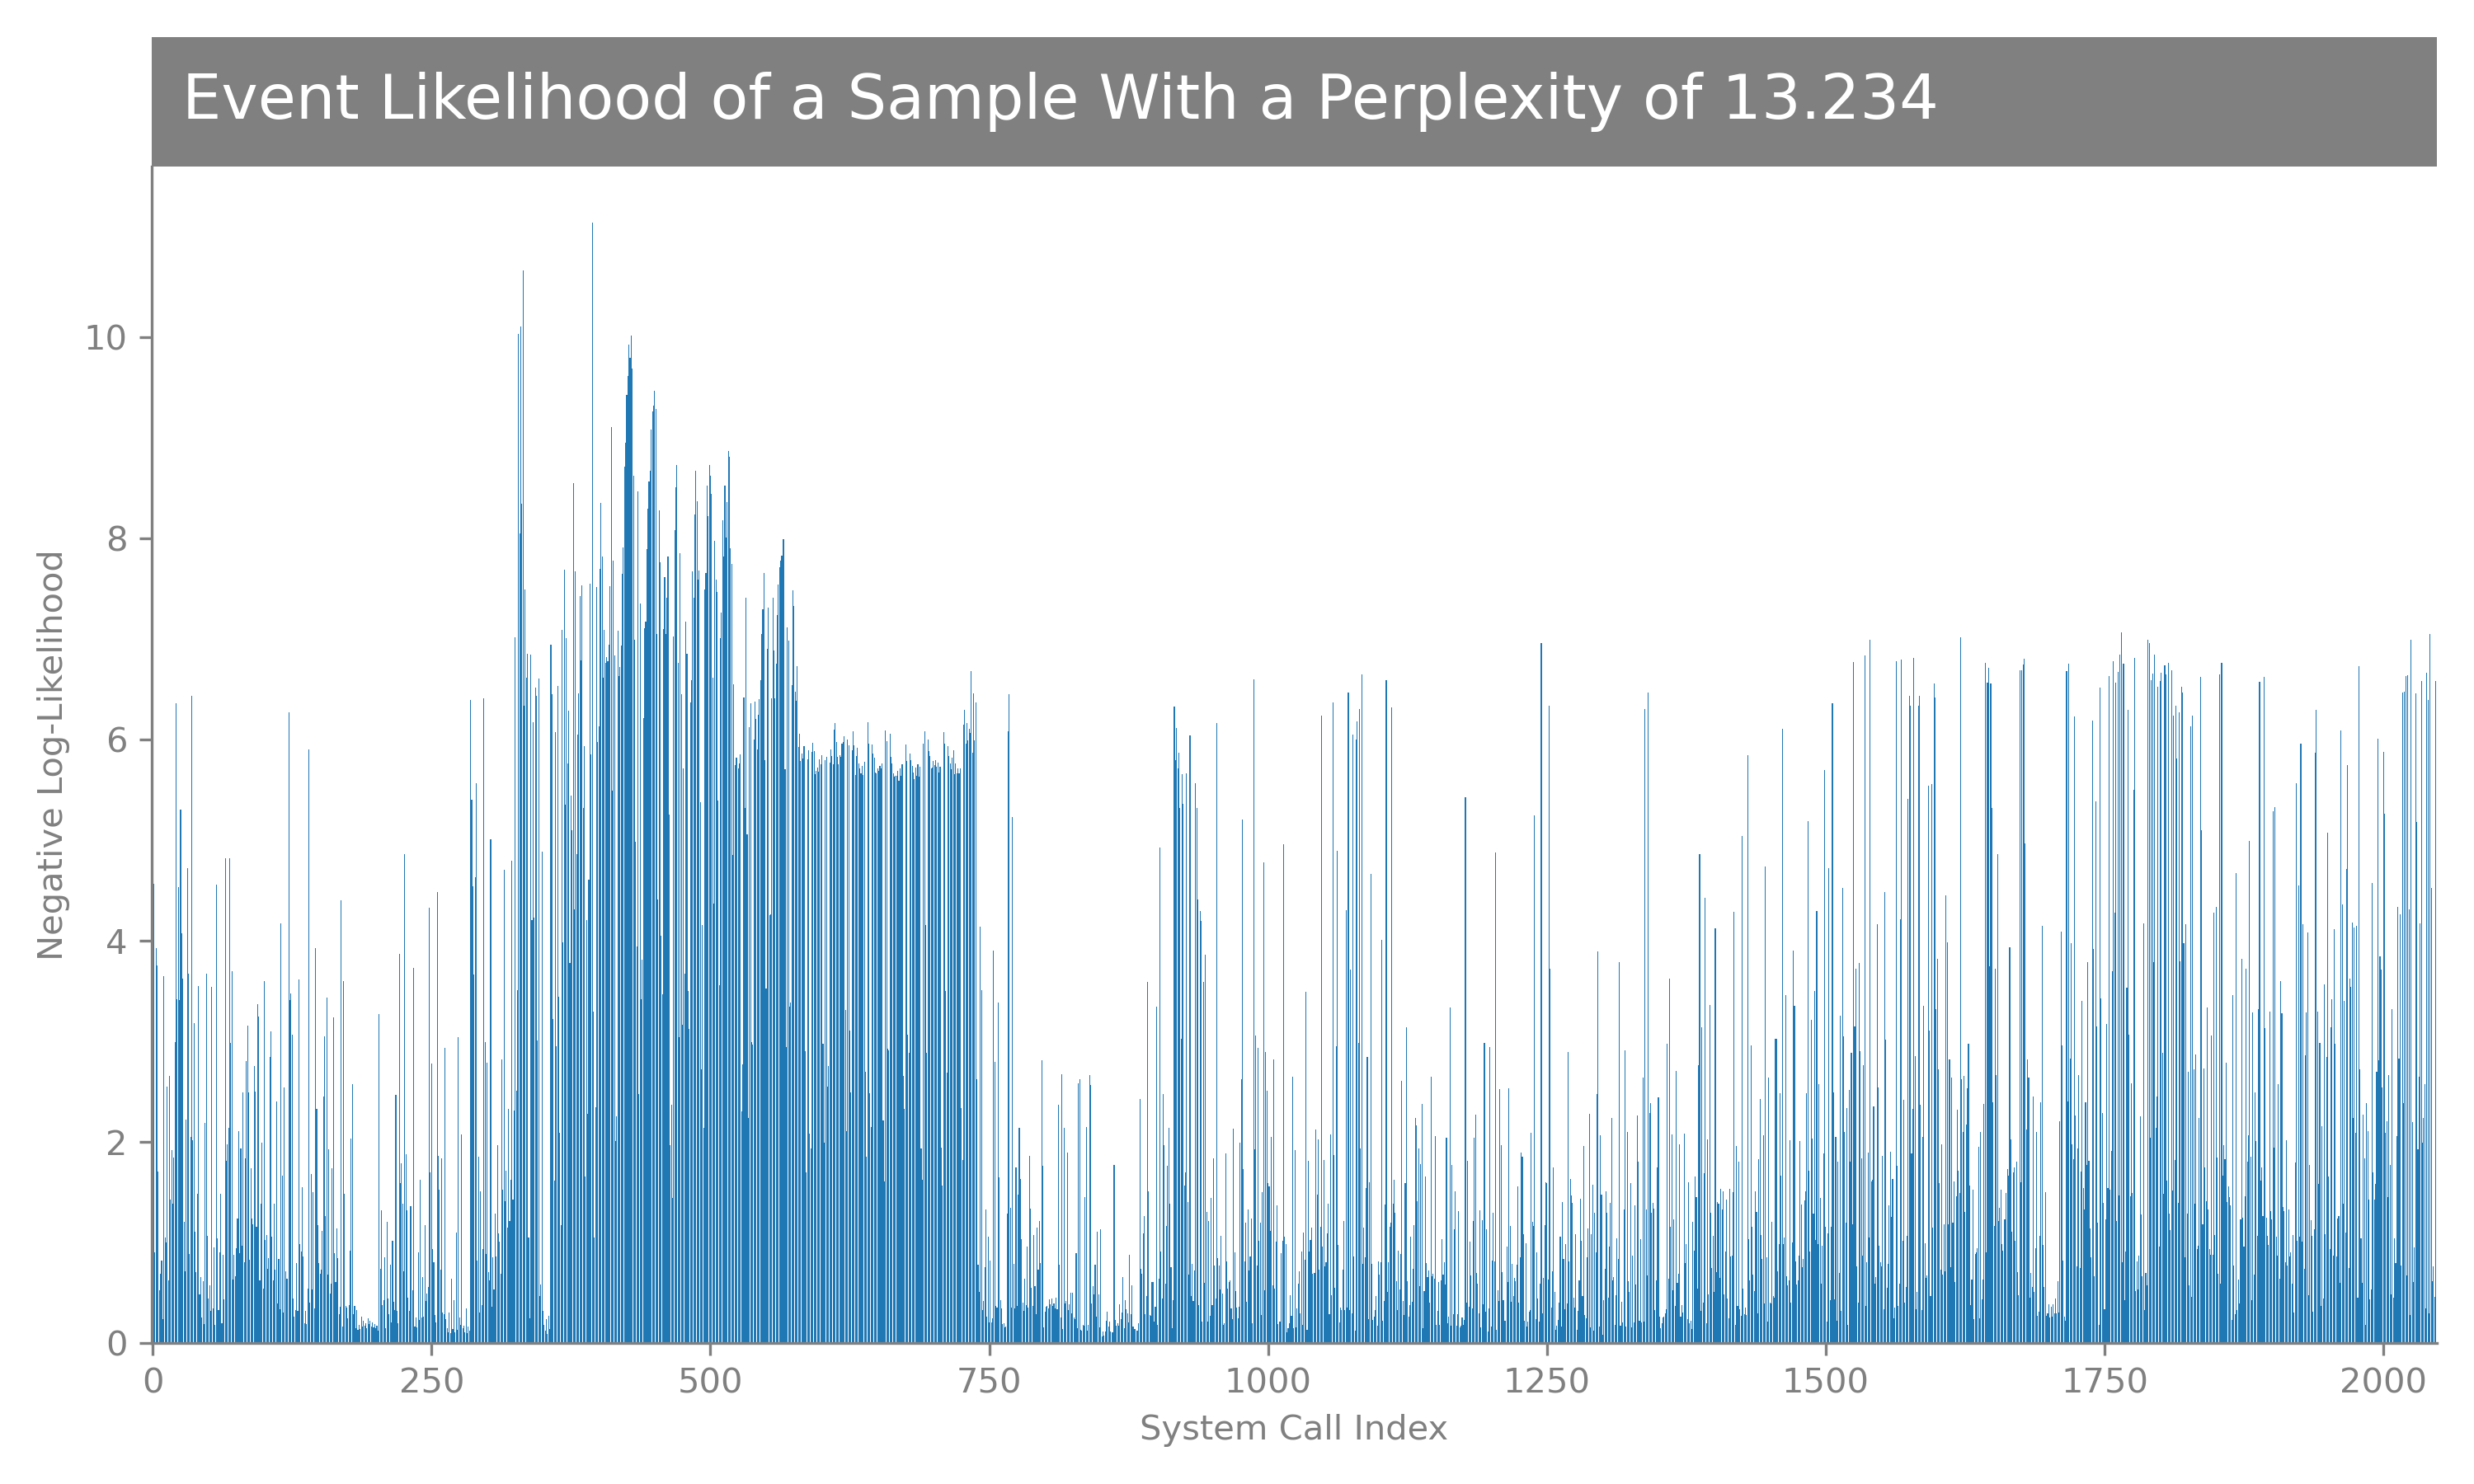 Event Likelihood of a Sample With a Perplexity of 13.234
10
8
6
4
2
0
Negative Log-Likelihood
0 250 500 750 1000 1250 1500 1750 2000
System Call Index